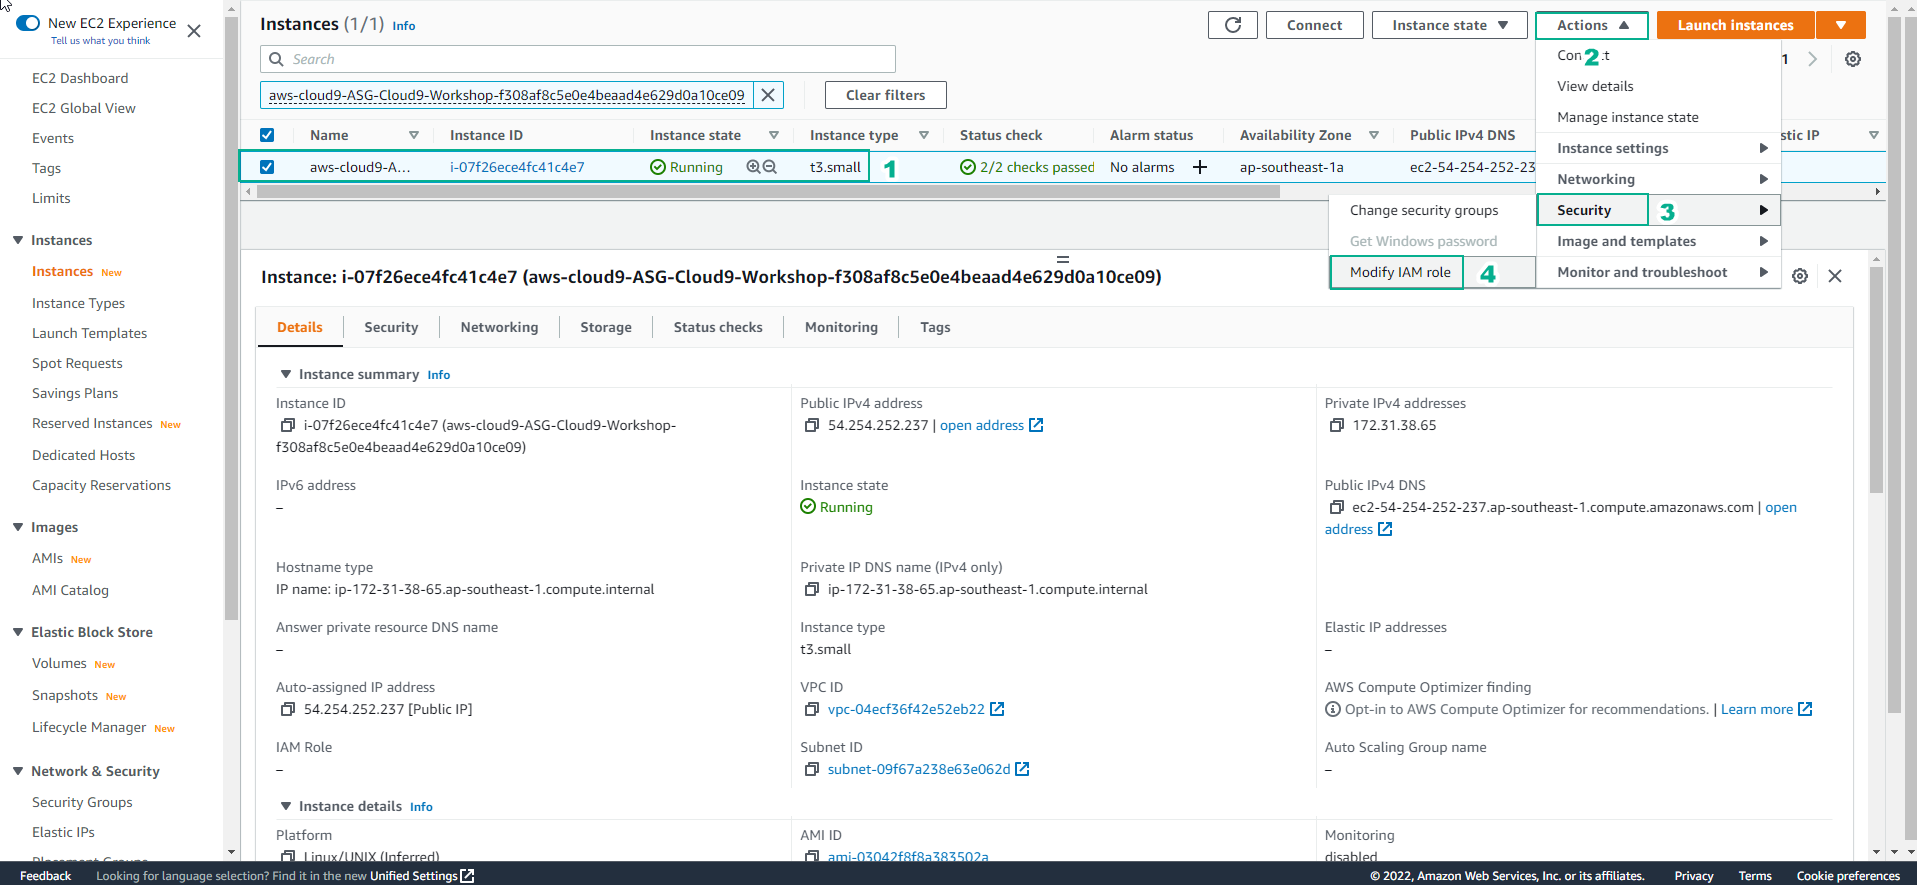 New EC2 Experience
Tell us what you think
EC2 Dashboard
EC2 Global View
Events
Tags
Limits
Instances
Instances New
Instance Types
Launch Templates
Spot Requests
Savings Plans
Reserved Instances New
Dedicated Hosts
Capacity Reservations
Images
AMIs New
AMI Catalog
Elastic Block Store
Volumes New
Snapshots New
Lifecycle Manager New
Network & Security
Security Groups
Elastic IPs
Placement Groups
Instances (1/1) Info
Connect
Instance state
Actions
Launch instances
Search
1
aws-cloud9-ASG-Cloud9-Workshop-f308af8c5e0e4beaad4e629d0a10ce09
Clear filters
Name Instance ID Instance state Instance type Status check Alarm status Availability Zone Public IPv4 DNS stic IP
aws-cloud9-A... i-07f26ece4fc41c4e7 Running t3.small 1 2/2 checks passed No alarms ap-southeast-1a ec2-54-254-252-23
Con 2 .t
View details
Manage instance state
Instance settings
Networking
Security 3
Image and templates
Monitor and troubleshoot
Change security groups
Get Windows password
Modify IAM role 4
Instance: i-07f26ece4fc41c4e7 (aws-cloud9-ASG-Cloud9-Workshop-f308af8c5e0e4beaad4e629d0a10ce09)
Details Security Networking Storage Status checks Monitoring Tags
Instance summary Info
Instance ID
i-07f26ece4fc41c4e7 (aws-cloud9-ASG-Cloud9-Workshop-
f308af8c5e0e4beaad4e629d0a10ce09)
Public IPv4 address
54.254.252.237 | open address
Private IPv4 addresses
172.31.38.65
IPv6 address
–
Instance state
Running
Public IPv4 DNS
ec2-54-254-252-237.ap-southeast-1.compute.amazonaws.com | open
address
Hostname type
IP name: ip-172-31-38-65.ap-southeast-1.compute.internal
Private IP DNS name (IPv4 only)
ip-172-31-38-65.ap-southeast-1.compute.internal
Answer private resource DNS name
–
Instance type
t3.small
Elastic IP addresses
–
Auto-assigned IP address
54.254.252.237 [Public IP]
VPC ID
vpc-04ecf36f42e52eb22
AWS Compute Optimizer finding
Opt-in to AWS Compute Optimizer for recommendations. | Learn more
IAM Role
–
Subnet ID
subnet-09f67a238e63e062d
Auto Scaling Group name
–
Instance details Info
Platform
Linux/UNIX (Inferred)
AMI ID
ami-03042f8f8a383502a
Monitoring
disabled
Feedback Looking for language selection? Find it in the new Unified Settings
© 2022, Amazon Web Services, Inc. or its affiliates. Privacy Terms Cookie preferences